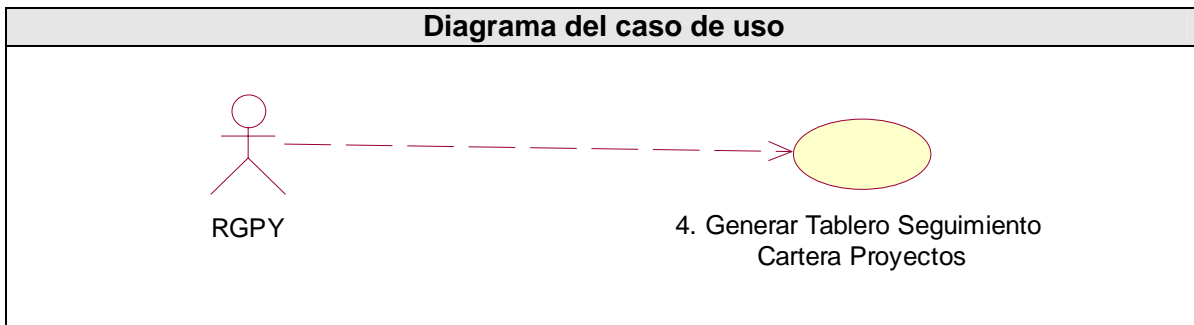 Diagrama del caso de uso
RGPY
4. Generar Tablero Seguimiento
Cartera Proyectos